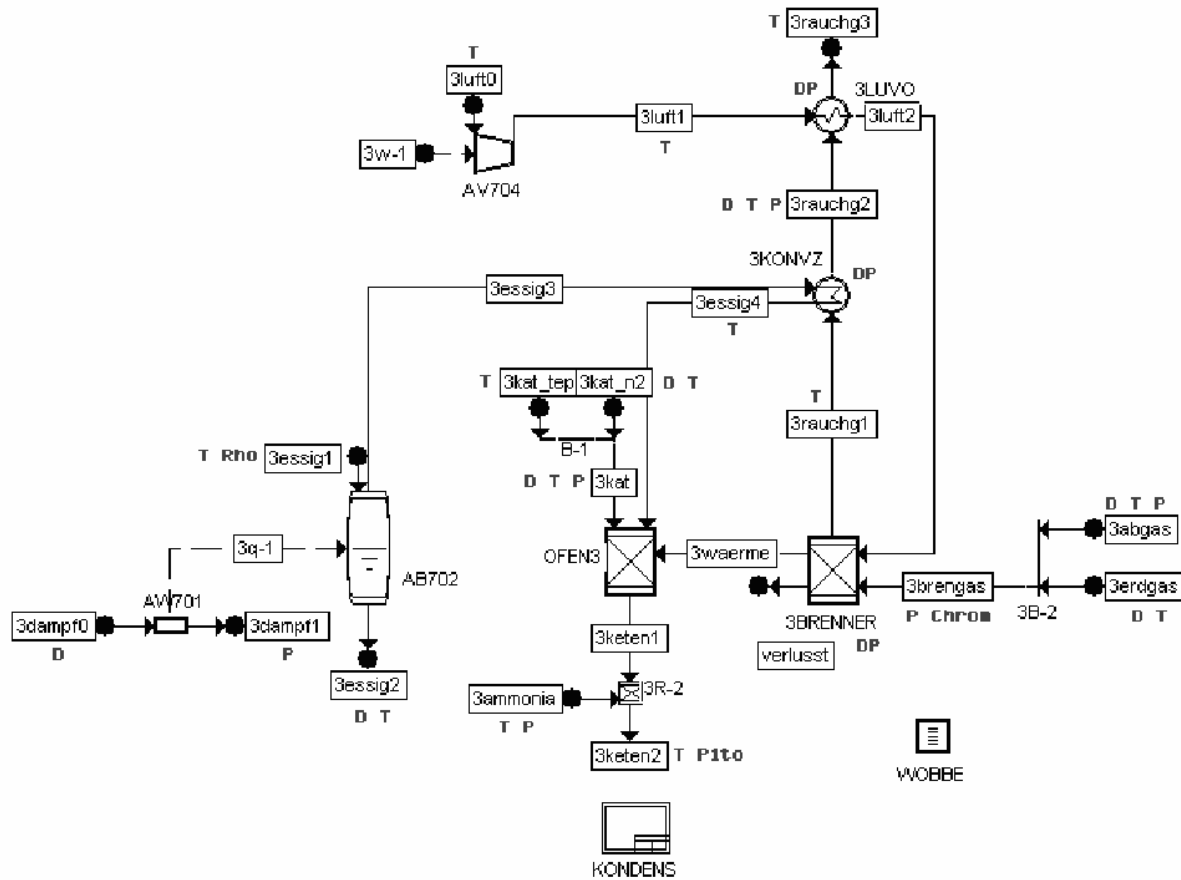 T 3rauchg3
T
3luft0
DP 3LUVO
3luft1 3luft2
T
3w-1
AV704
D T P 3rauchg2
3KONVZ
DP
3essig3 3essig4
T
T 3kat_tep 3kat_n2 D T
T
3rauchg1
B-1
T Rho 3essig1
D T P 3kat
D T P
3abgas
3q-1
OFEN3 3waerme
AB702
3brengas 3erdgas
AW701
3B-2
3dampf0 3dampf1
3BRENNER P Chrom D T
D P
3keten1 DP
verlusst
3essig2
D T
3ammonia 3R-2
T P
3keten2 T P1to
WOBBE
KONDENS